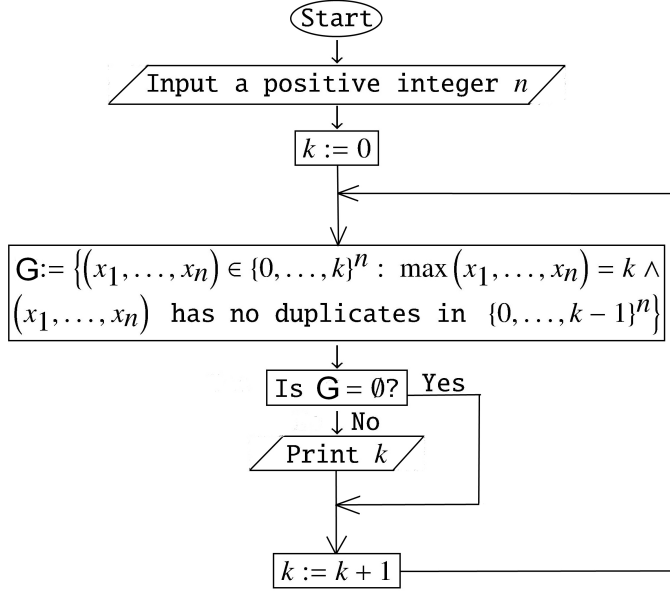 Start
Input a positive integer n
k := 0
G:= {(x₁,…,xₙ) ∈ {0,…,k}ⁿ : max (x₁,…,xₙ) = k ∧
(x₁,…,xₙ) has no duplicates in {0,…,k − 1}ⁿ}
Is G = ∅?
Yes
No
Print k
k := k + 1